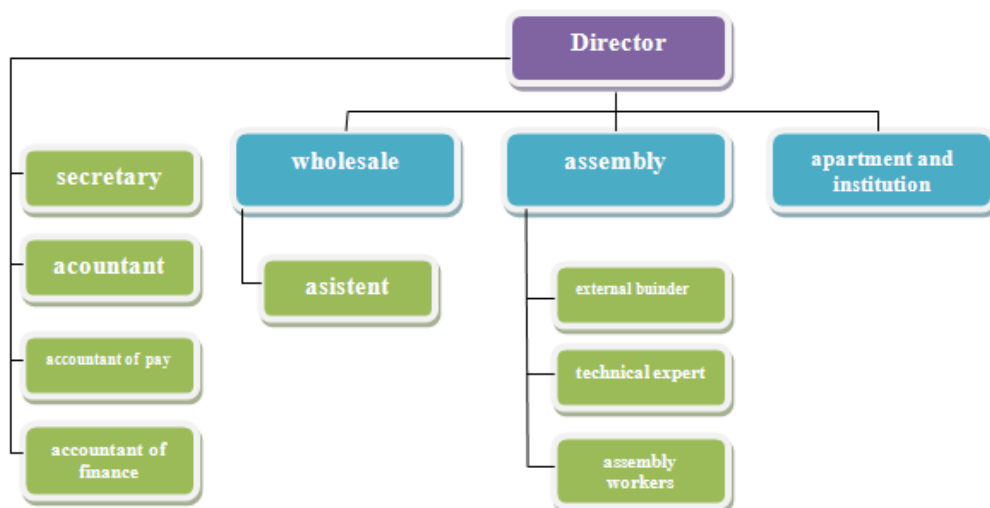 Director
wholesale
assembly
apartment and
institution
secretary
acountant
accountant of pay
accountant of
finance
asistent
external buinder
technical expert
assembly
workers